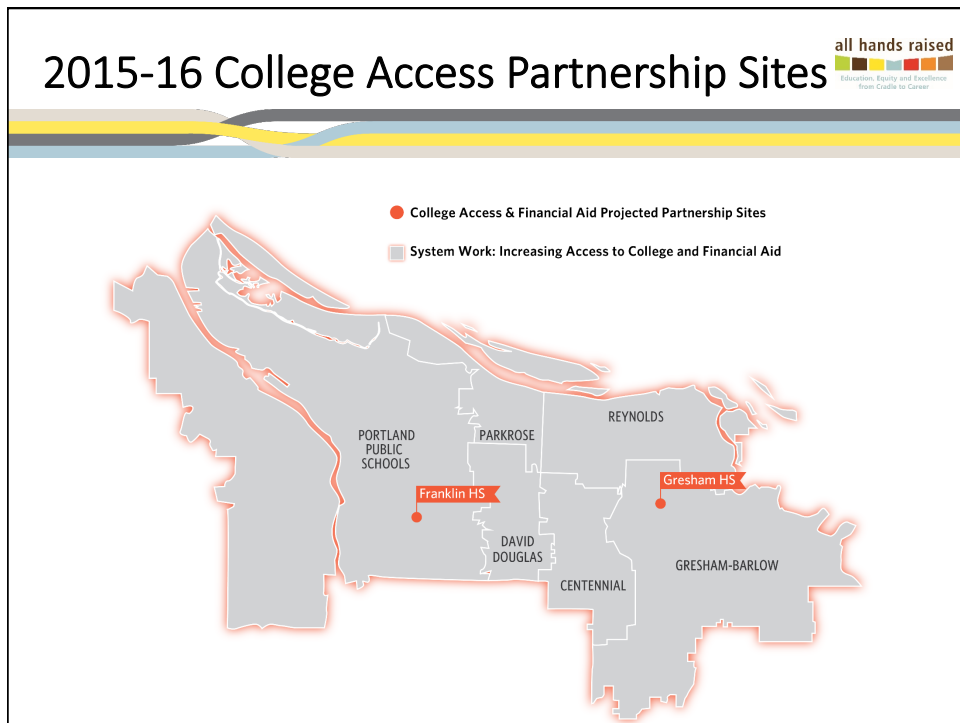 2015-16 College Access Partnership Sites
all hands raised
Education, Equity and Excellence
from Cradle to Career
College Access & Financial Aid Projected Partnership Sites
System Work: Increasing Access to College and Financial Aid
REYNOLDS
PORTLAND
PUBLIC
SCHOOLS
PARKROSE
Franklin HS
Gresham HS
DAVID
DOUGLAS
GRESHAM-BARLOW
CENTENNIAL